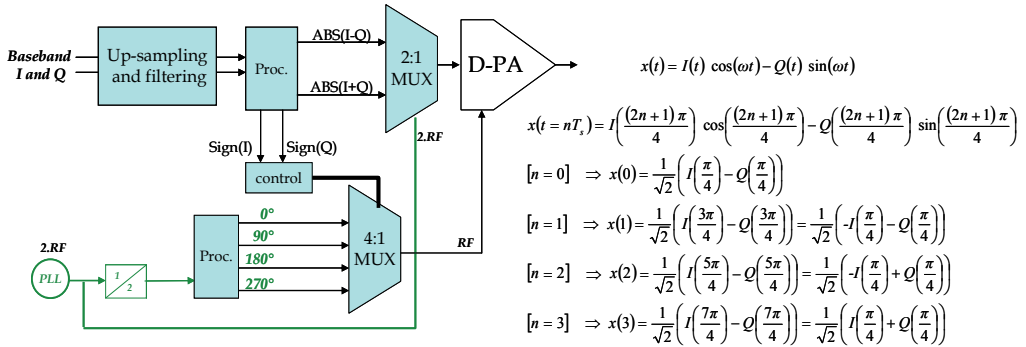 Baseband
I and Q
Up-sampling
and filtering
Proc.
ABS(I-Q)
ABS(I+Q)
2:1
MUX
D-PA
2.RF
Sign(I)
Sign(Q)
control
0°
90°
180°
270°
Proc.
4:1
MUX
RF
2.RF
PLL
1/2
x(t) = I(t) cos(ωt) − Q(t) sin(ωt)
x(t = nTₛ) = I((2n+1)π/4) cos((2n+1)π/4) − Q((2n+1)π/4) sin((2n+1)π/4)
[n = 0] ⇒ x(0) = 1/√2 (I(π/4) − Q(π/4))
[n = 1] ⇒ x(1) = 1/√2 (I(3π/4) − Q(3π/4)) = 1/√2 (-I(π/4) − Q(π/4))
[n = 2] ⇒ x(2) = 1/√2 (I(5π/4) − Q(5π/4)) = 1/√2 (-I(π/4) + Q(π/4))
[n = 3] ⇒ x(3) = 1/√2 (I(7π/4) − Q(7π/4)) = 1/√2 (I(π/4) + Q(π/4))